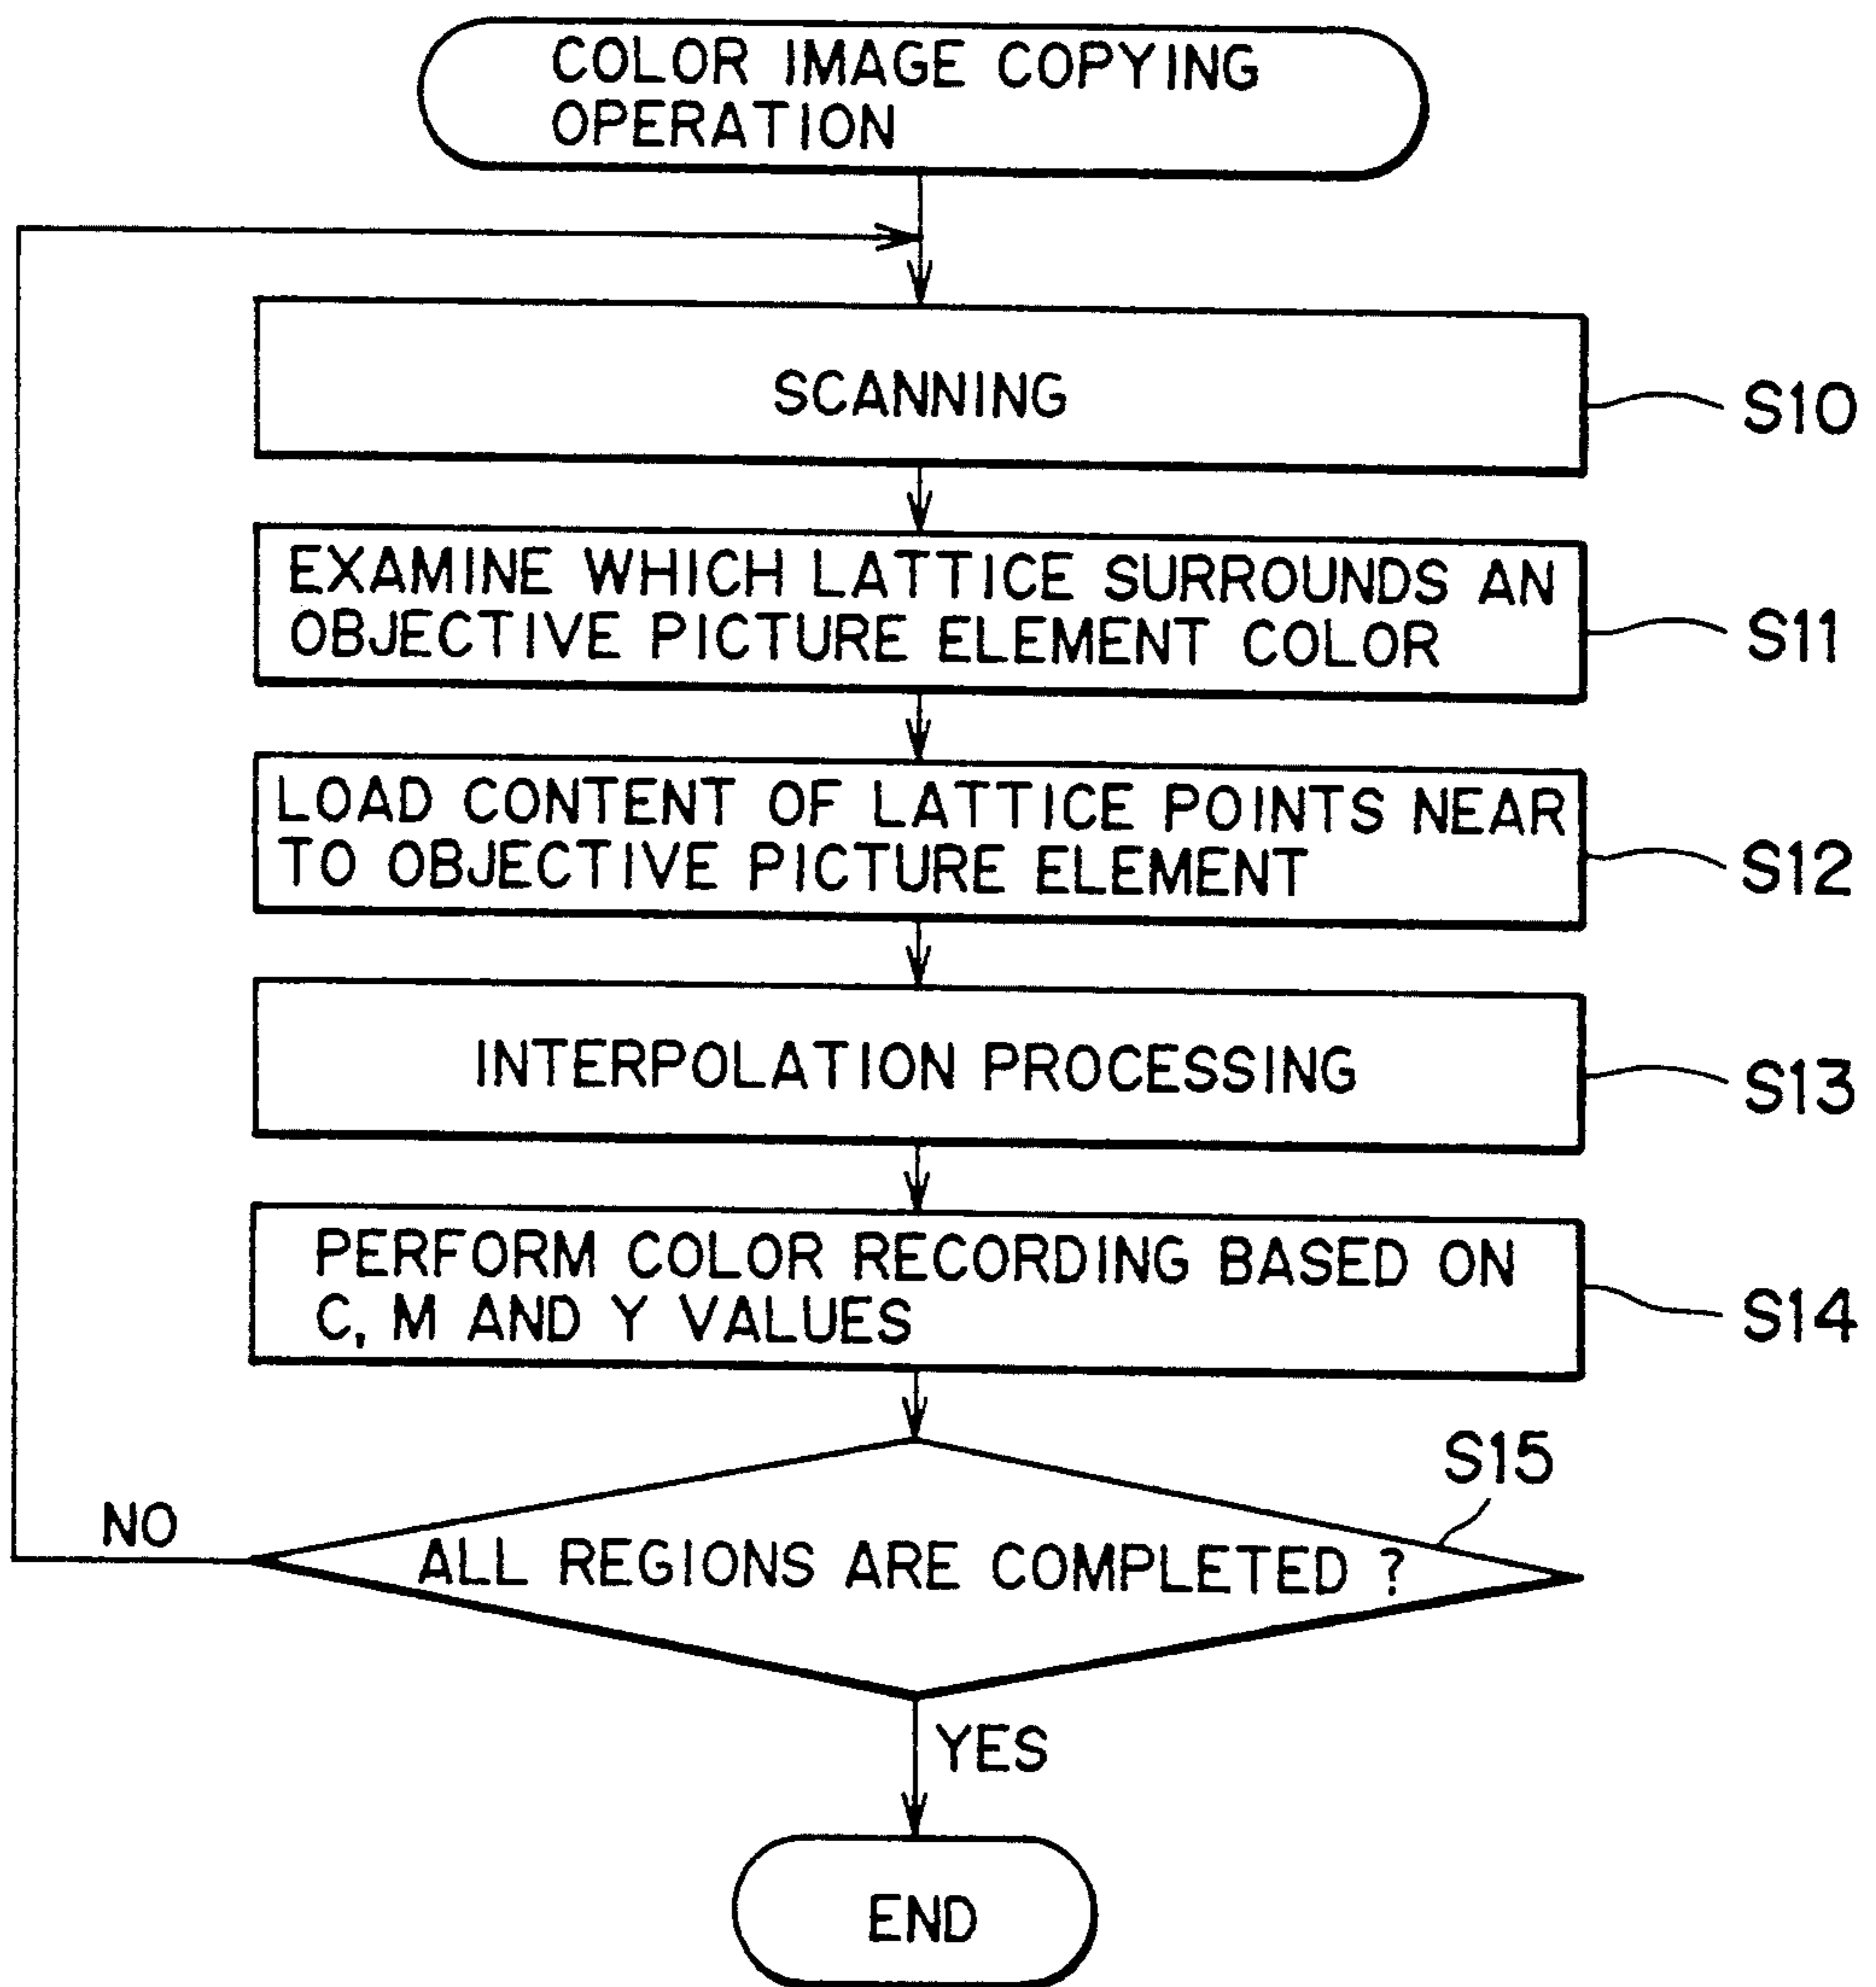 COLOR IMAGE COPYING
OPERATION
SCANNING
S10
EXAMINE WHICH LATTICE SURROUNDS AN
OBJECTIVE PICTURE ELEMENT COLOR
S11
LOAD CONTENT OF LATTICE POINTS NEAR
TO OBJECTIVE PICTURE ELEMENT
S12
INTERPOLATION PROCESSING
S13
PERFORM COLOR RECORDING BASED ON
C, M AND Y VALUES
S14
S15
NO
ALL REGIONS ARE COMPLETED ?
YES
END